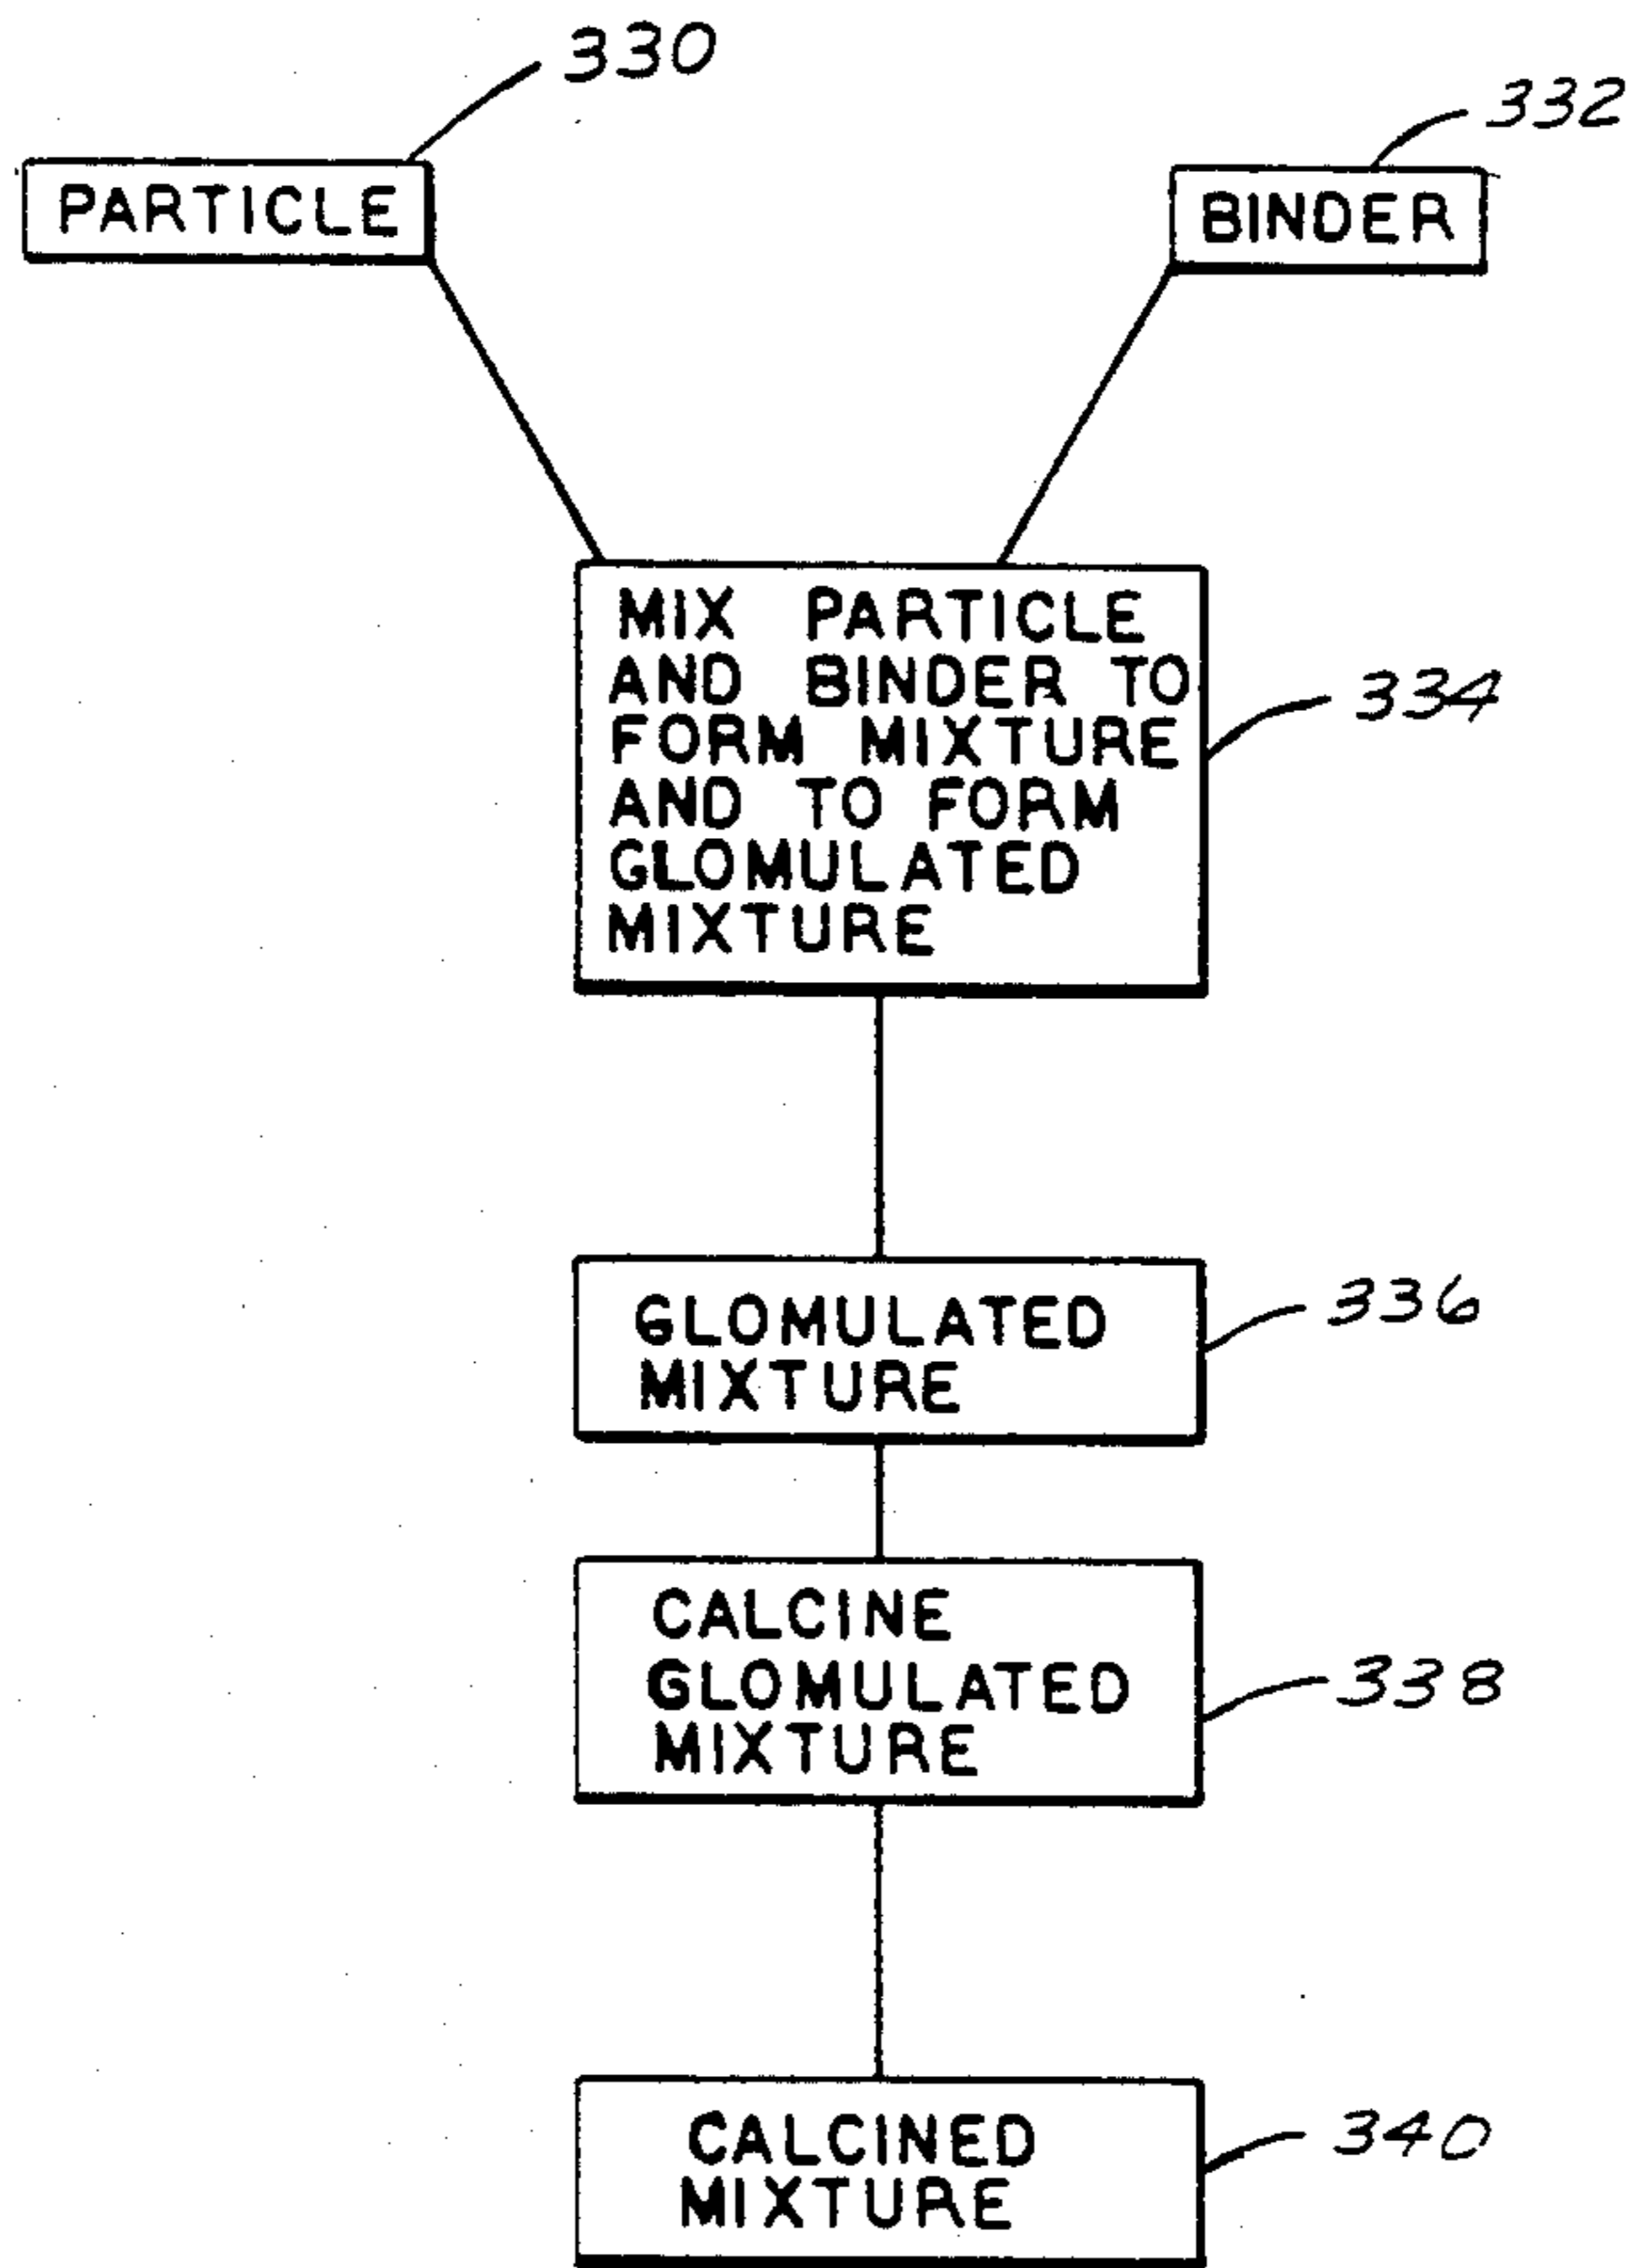 330
332
PARTICLE
BINDER
MIX PARTICLE
AND BINDER TO
FORM MIXTURE
AND TO FORM
GLOMULATED
MIXTURE
334
GLOMULATED
MIXTURE
336
CALCINE
GLOMULATED
MIXTURE
338
CALCINED
MIXTURE
340